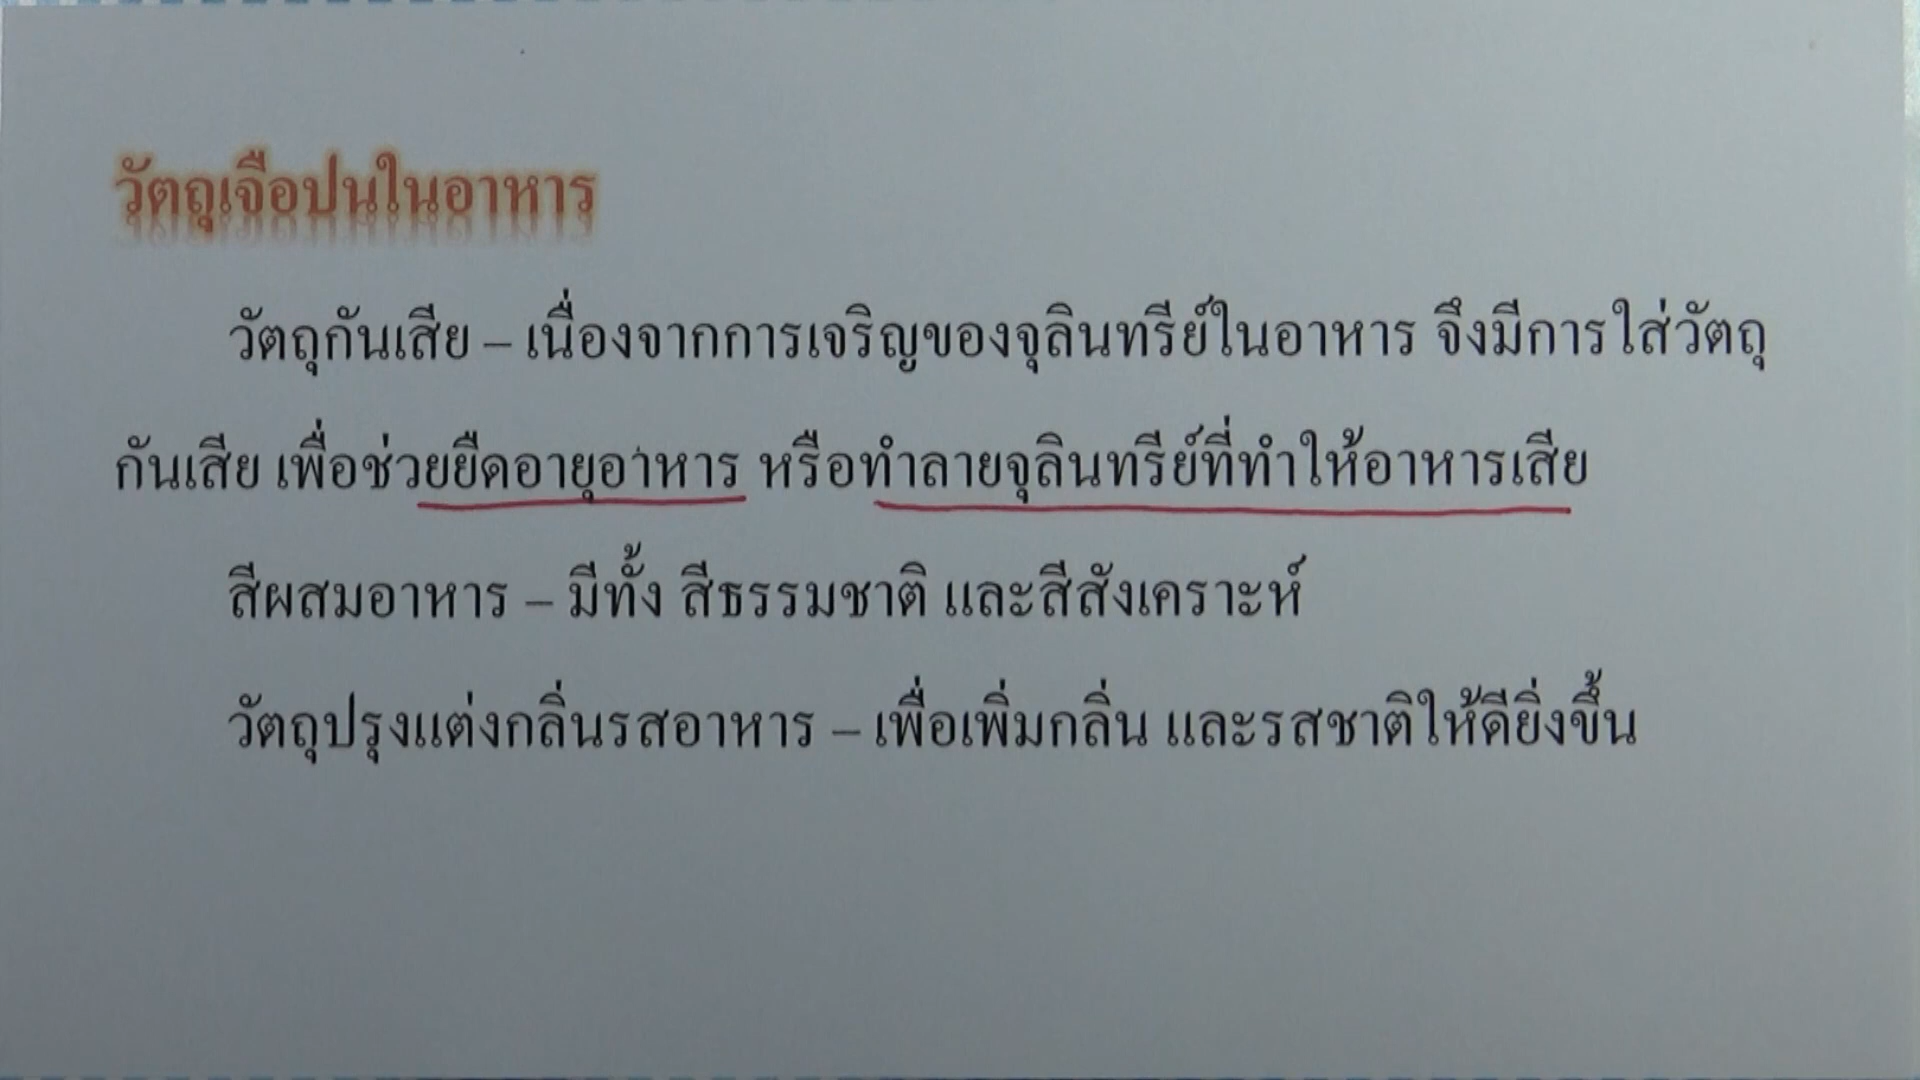 วัตถุเจือปนในอาหาร
วัตถุกันเสีย – เนื่องจากการเจริญของจุลินทรีย์ในอาหาร จึงมีการใส่วัตถุ
กันเสีย เพื่อช่วยยืดอายุอาหาร หรือทำลายจุลินทรีย์ที่ทำให้อาหารเสีย
สีผสมอาหาร – มีทั้ง สีธรรมชาติ และสีสังเคราะห์
วัตถุปรุงแต่งกลิ่นรสอาหาร – เพื่อเพิ่มกลิ่น และรสชาติให้ดียิ่งขึ้น